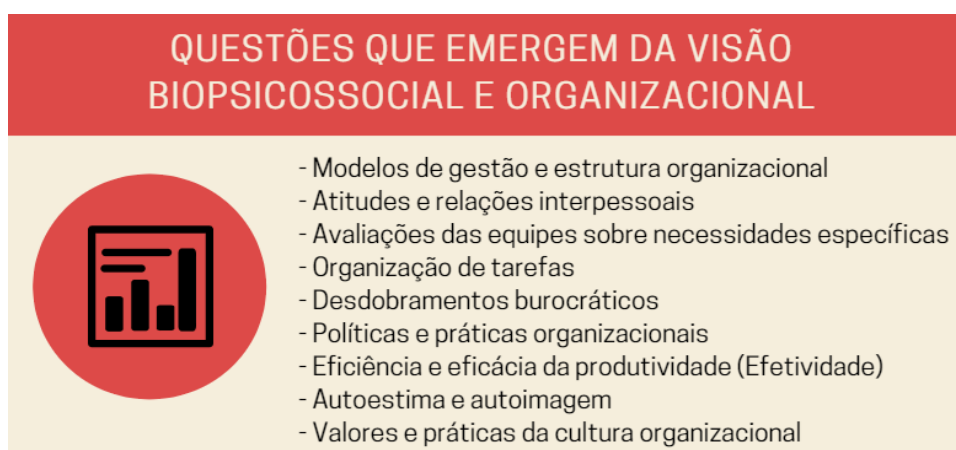 QUESTÕES QUE EMERGEM DA VISÃO
BIOPSICOSSOCIAL E ORGANIZACIONAL
- Modelos de gestão e estrutura organizacional
- Atitudes e relações interpessoais
- Avaliações das equipes sobre necessidades específicas
- Organização de tarefas
- Desdobramentos burocráticos
- Políticas e práticas organizacionais
- Eficiência e eficácia da produtividade (Efetividade)
- Autoestima e autoimagem
- Valores e práticas da cultura organizacional